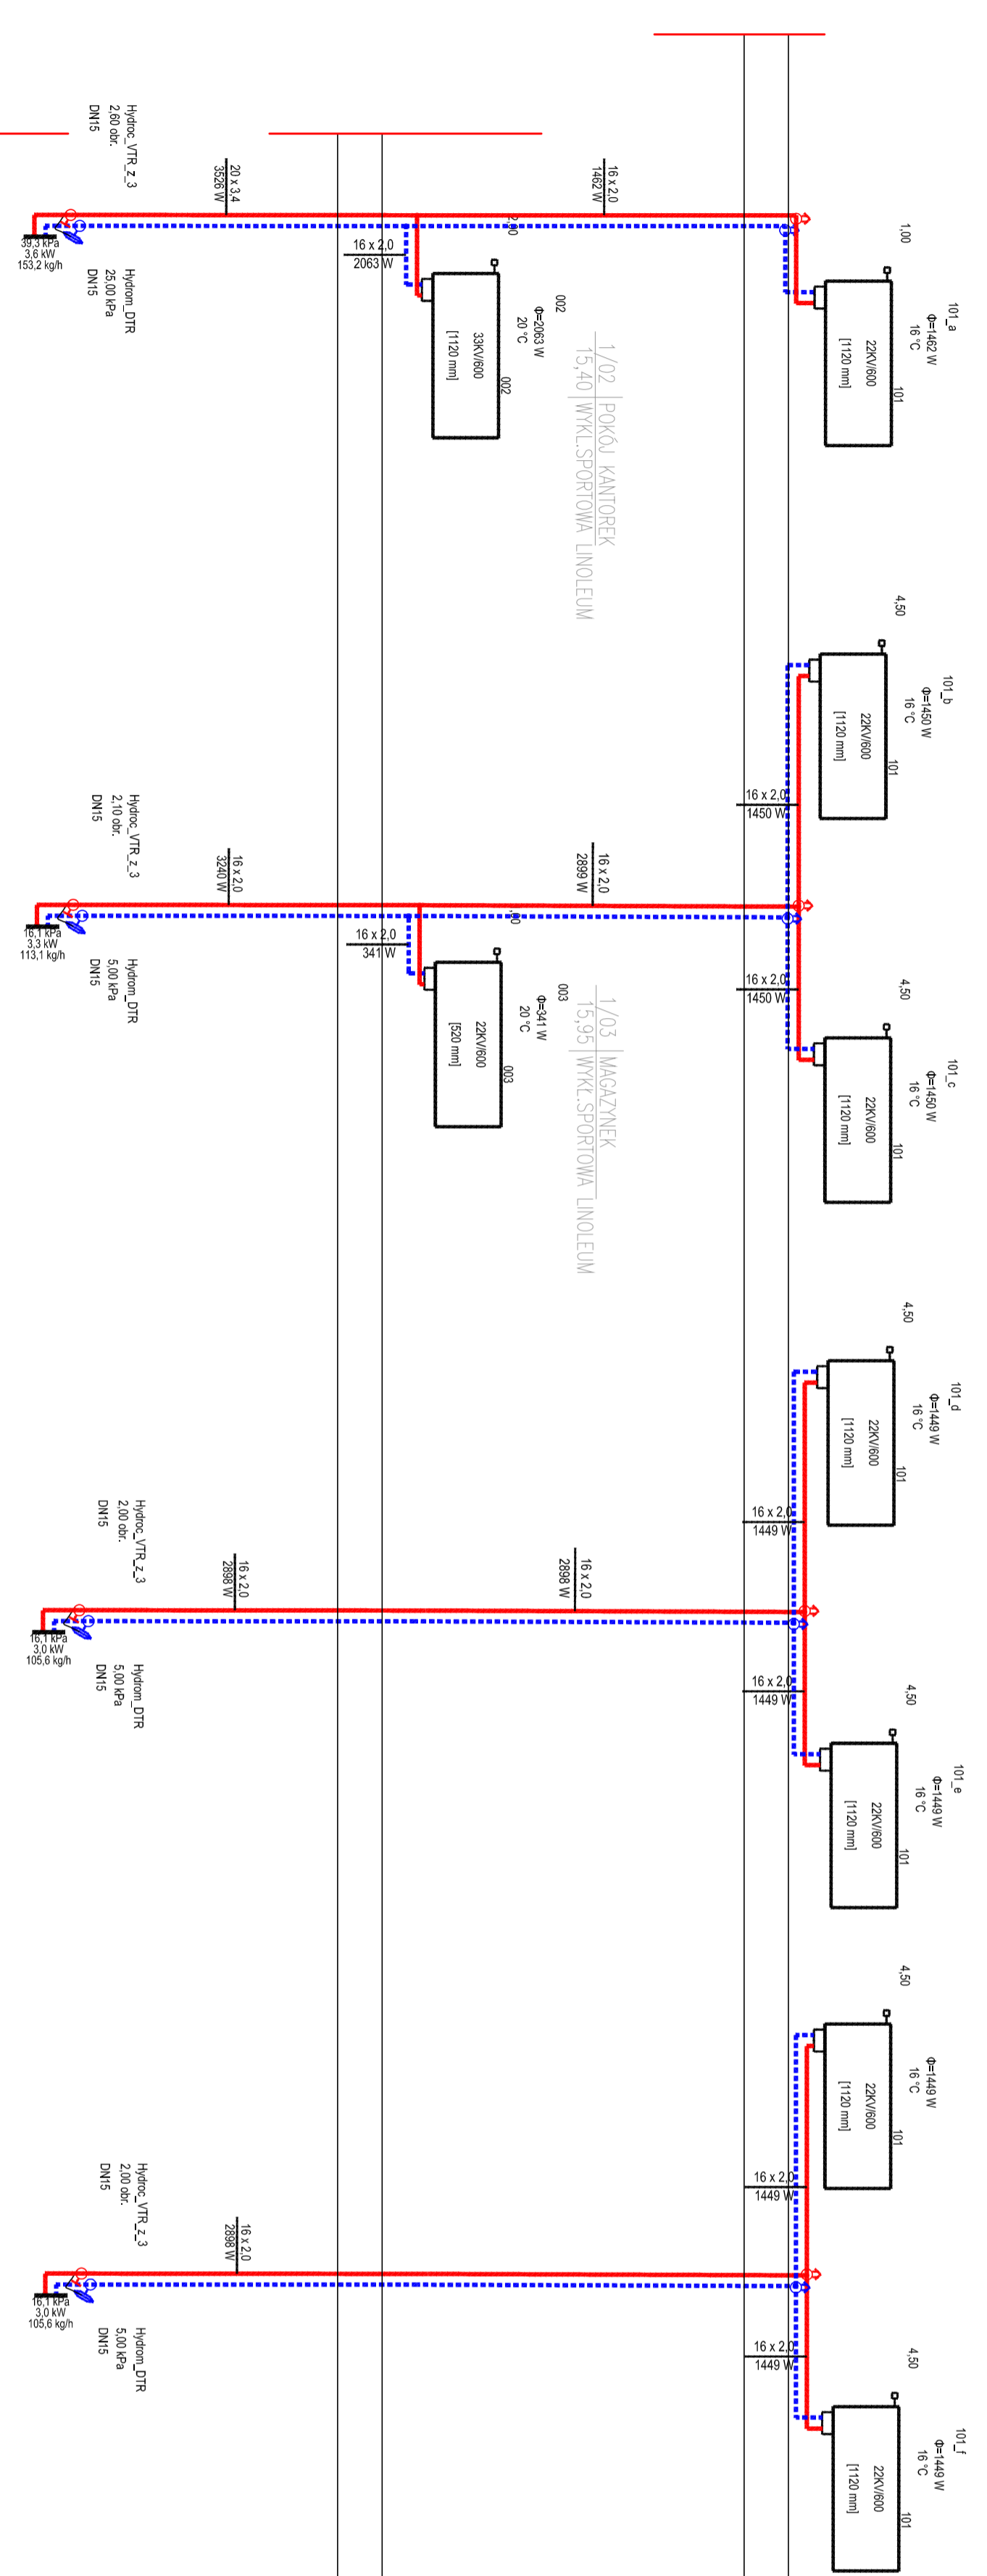 1,00
101_a
Φ=1462 W
16 °C
101
22KV/600
[1120 mm]
16 x 2,0
1462 W
002
Φ=2063 W
20 °C
002
33KV/600
[1120 mm]
16 x 2,0
2063 W
1/02 POKÓJ KANTOREK
15,40 WYKL.SPORTOWA LINOLEUM
20 x 3,4
3526 W
Hydroc_VTR_z_3
2,60 obr.
DN15
39,3 kPa
3,6 kW
153,2 kg/h
Hydrom_DTR
25,00 kPa
DN15
4,50
101_b
Φ=1450 W
16 °C
101
22KV/600
[1120 mm]
16 x 2,0
1450 W
16 x 2,0
1450 W
4,50
101_c
Φ=1450 W
16 °C
101
22KV/600
[1120 mm]
16 x 2,0
2899 W
003
Φ=341 W
20 °C
003
22KV/600
[520 mm]
16 x 2,0
341 W
1/03 MAGAZYNEK
15,95 WYKŁ.SPORTOWA LINOLEUM
16 x 2,0
3240 W
Hydroc_VTR_z_3
2,10 obr.
DN15
16,1 kPa
3,3 kW
113,1 kg/h
Hydrom_DTR
5,00 kPa
DN15
4,50
101_d
Φ=1449 W
16 °C
101
22KV/600
[1120 mm]
16 x 2,0
1449 W
16 x 2,0
1449 W
4,50
101_e
Φ=1449 W
16 °C
101
22KV/600
[1120 mm]
16 x 2,0
2898 W
16 x 2,0
2898 W
Hydroc_VTR_z_3
2,00 obr.
DN15
16,1 kPa
3,0 kW
105,6 kg/h
Hydrom_DTR
5,00 kPa
DN15
4,50
Φ=1449 W
16 °C
101
22KV/600
[1120 mm]
16 x 2,0
1449 W
16 x 2,0
1449 W
4,50
101_f
Φ=1449 W
16 °C
101
22KV/600
[1120 mm]
16 x 2,0
2898 W
Hydroc_VTR_z_3
2,00 obr.
DN15
16,1 kPa
3,0 kW
105,6 kg/h
Hydrom_DTR
5,00 kPa
DN15